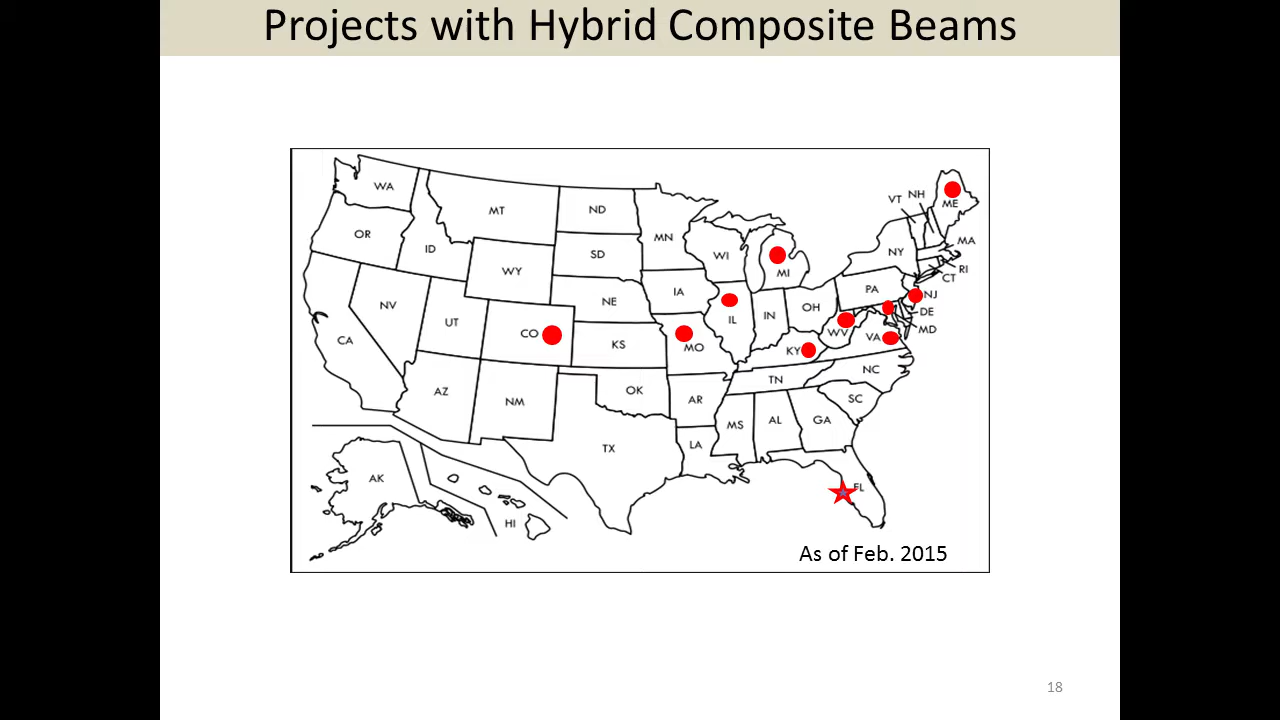 Projects with Hybrid Composite Beams
WA
MT
ND
MN
VT
NH
ME
OR
ID
SD
WI
MI
NY
MA
WY
RI
CT
NV
NE
IA
PA
NJ
UT
CO
KS
MO
IL
IN
OH
WV
VA
DE
MD
CA
KY
AZ
NM
OK
AR
TN
NC
SC
TX
LA
MS
AL
GA
AK
HI
FL
As of Feb. 2015
18